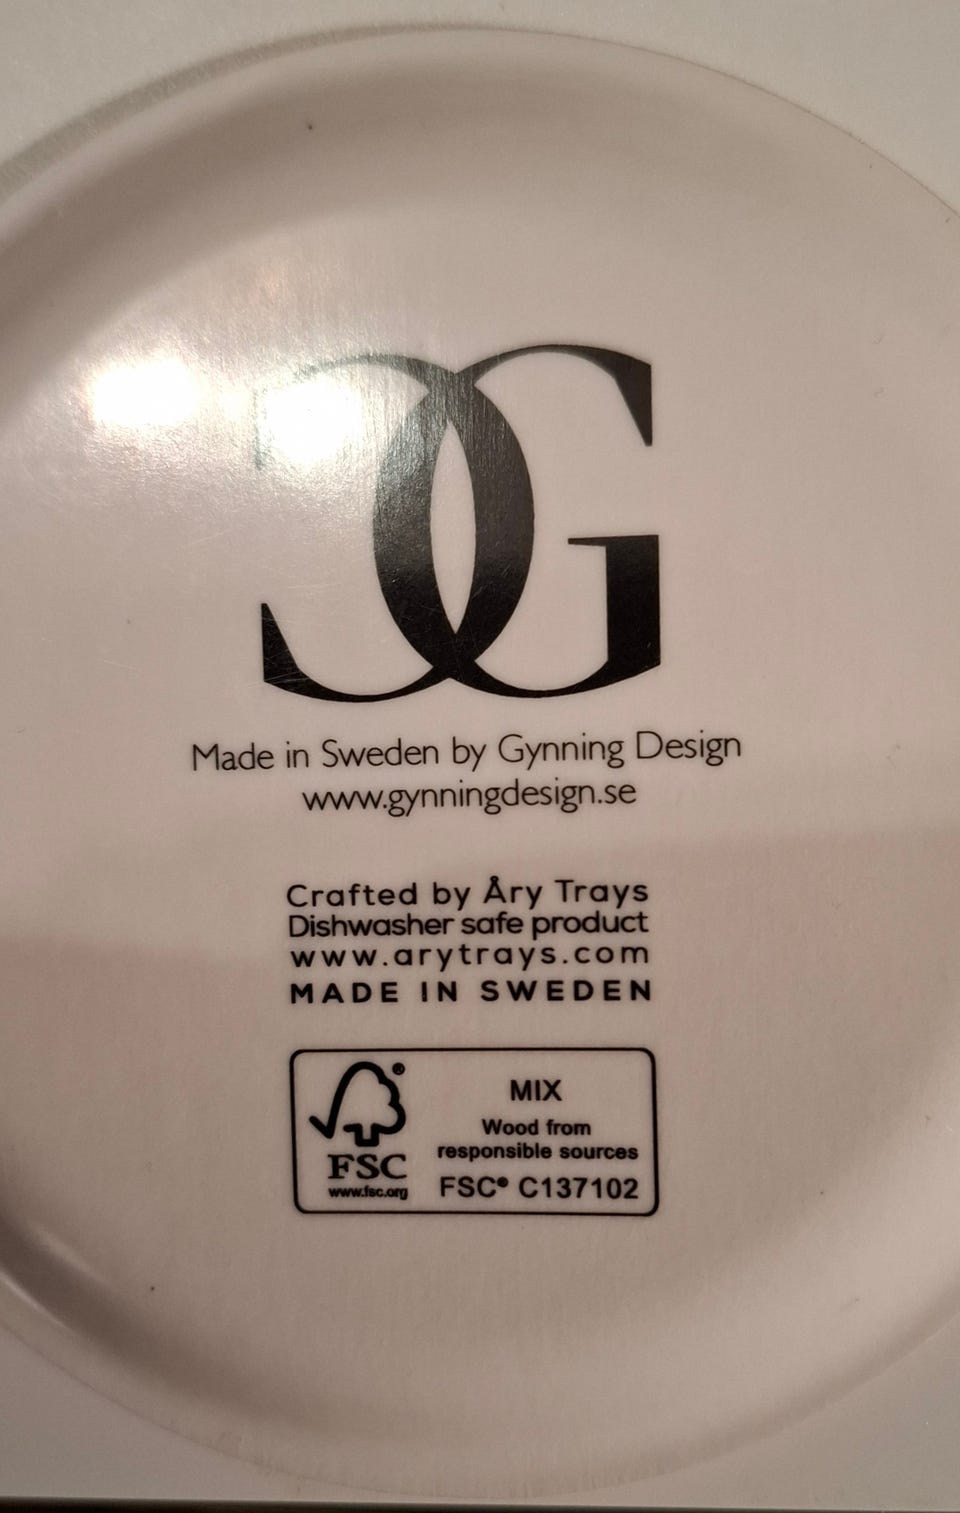 CG
Made in Sweden by Gynning Design
www.gynningdesign.se
Crafted by Åry Trays
Dishwasher safe product
www.arytrays.com
MADE IN SWEDEN
®
FSC
www.fsc.org
MIX
Wood from
responsible sources
FSC® C137102